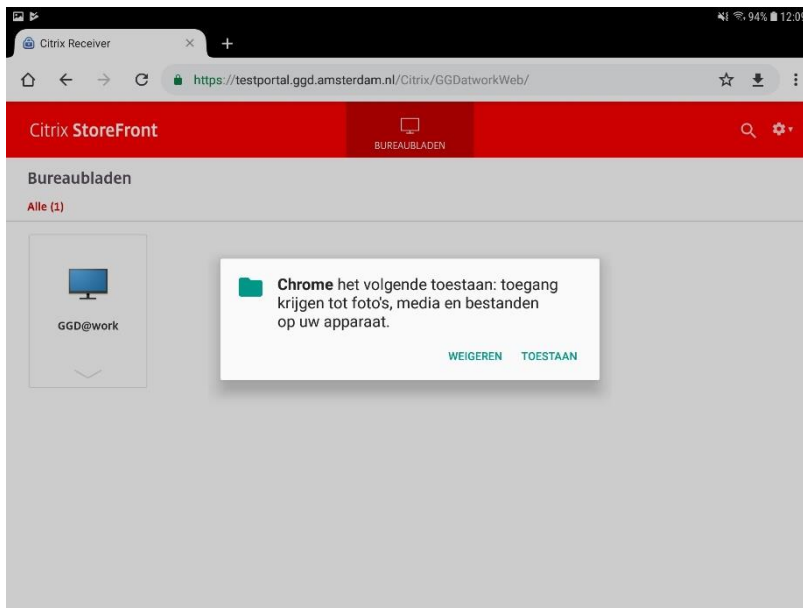 94% 12:09
Citrix Receiver
https://testportal.ggd.amsterdam.nl/Citrix/GGDatworkWeb/
Citrix StoreFront
BUREAUBLADEN
Bureaubladen
Alle (1)
GGD@work
Chrome het volgende toestaan: toegang
krijgen tot foto's, media en bestanden
op uw apparaat.
WEIGEREN TOESTAAN